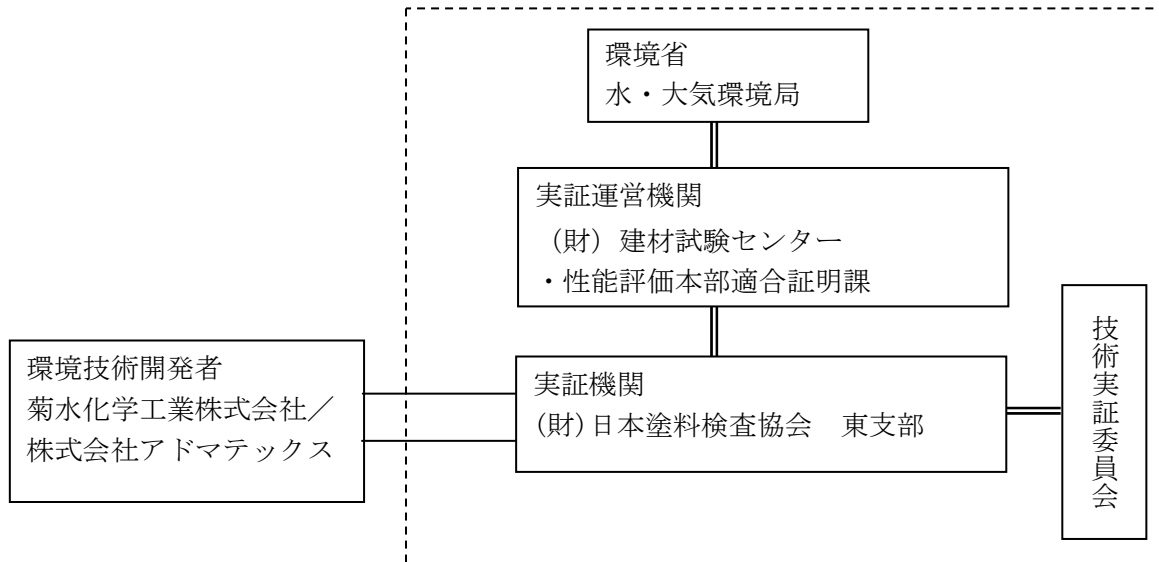 環境省
水・大気環境局
実証運営機関
（財）建材試験センター
・性能評価本部適合証明課
環境技術開発者
菊水化学工業株式会社／
株式会社アドマテックス
実証機関
(財)日本塗料検査協会　東支部
技術実証委員会